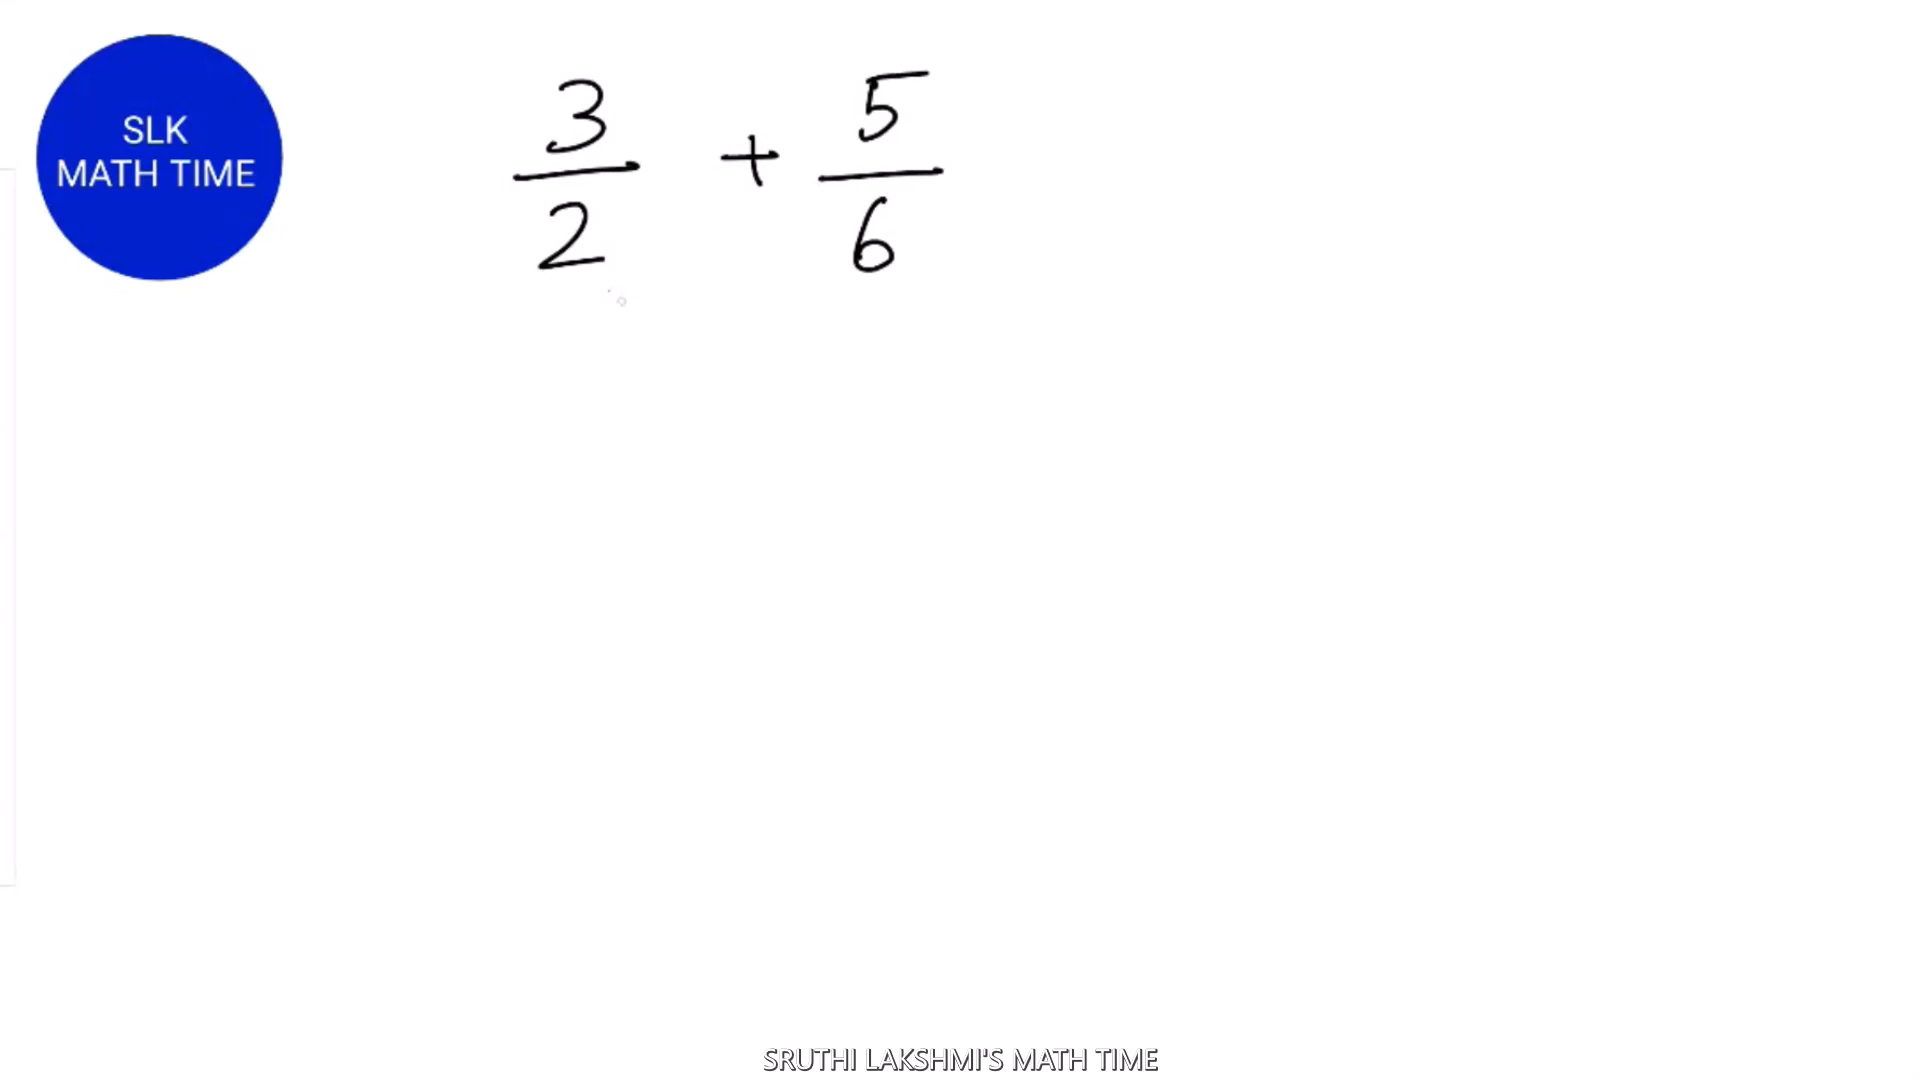 SLK
MATH TIME
3/2 + 5/6
SRUTHI LAKSHMI'S MATH TIME